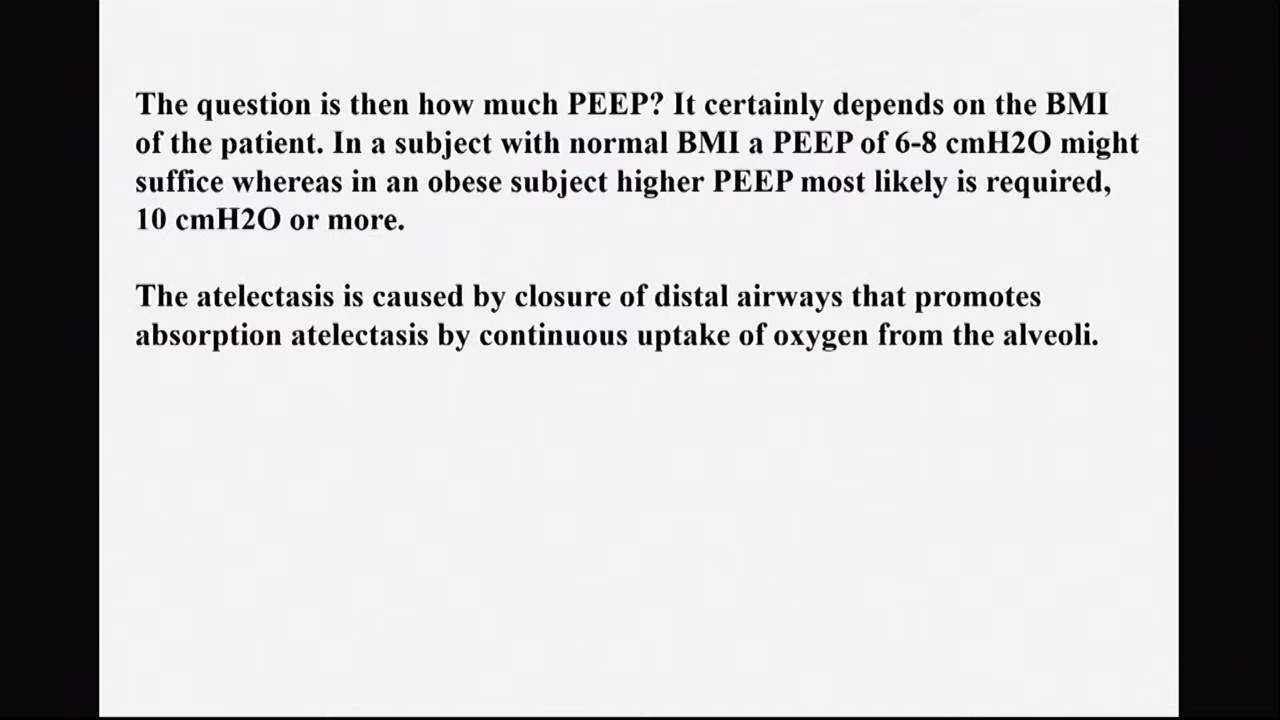 The question is then how much PEEP? It certainly depends on the BMI
of the patient. In a subject with normal BMI a PEEP of 6-8 cmH2O might
suffice whereas in an obese subject higher PEEP most likely is required,
10 cmH2O or more.
The atelectasis is caused by closure of distal airways that promotes
absorption atelectasis by continuous uptake of oxygen from the alveoli.